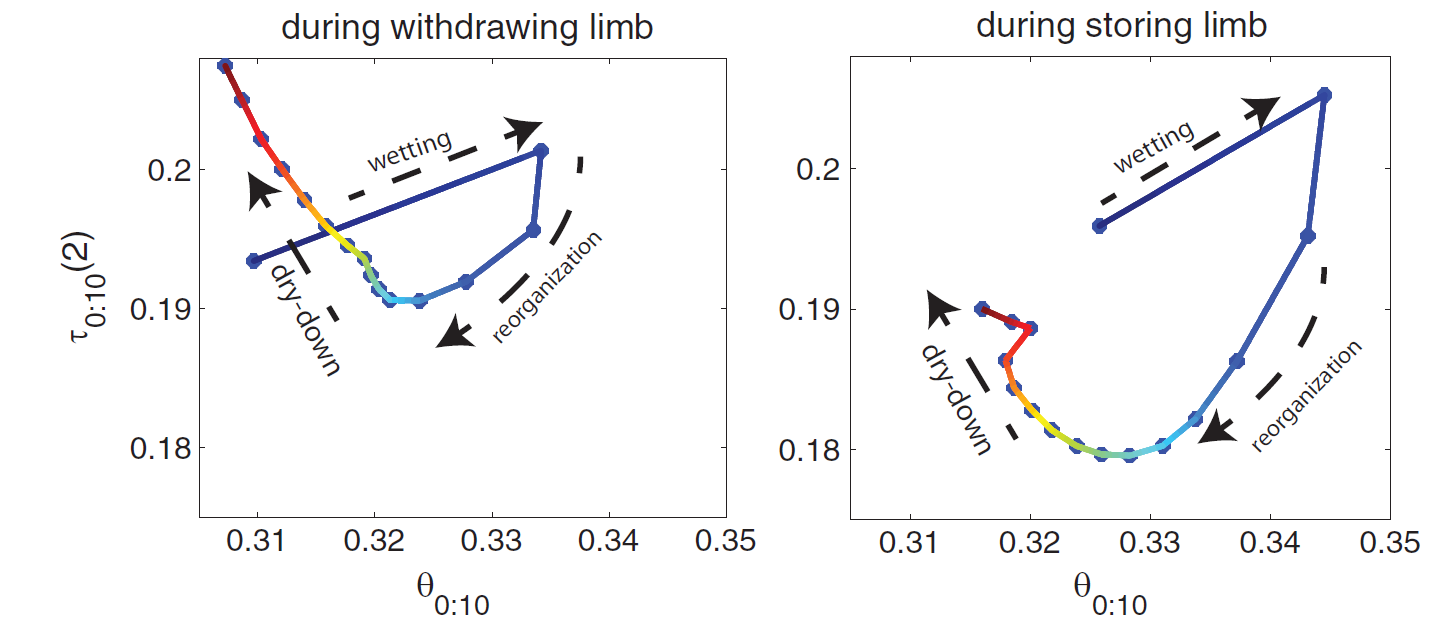 during withdrawing limb
τ0:10(2)
0.2
0.19
0.18
0.31 0.32 0.33 0.34 0.35
θ0:10
wetting
reorganization
dry-down
during storing limb
0.2
0.19
0.18
0.31 0.32 0.33 0.34 0.35
θ0:10
wetting
reorganization
dry-down